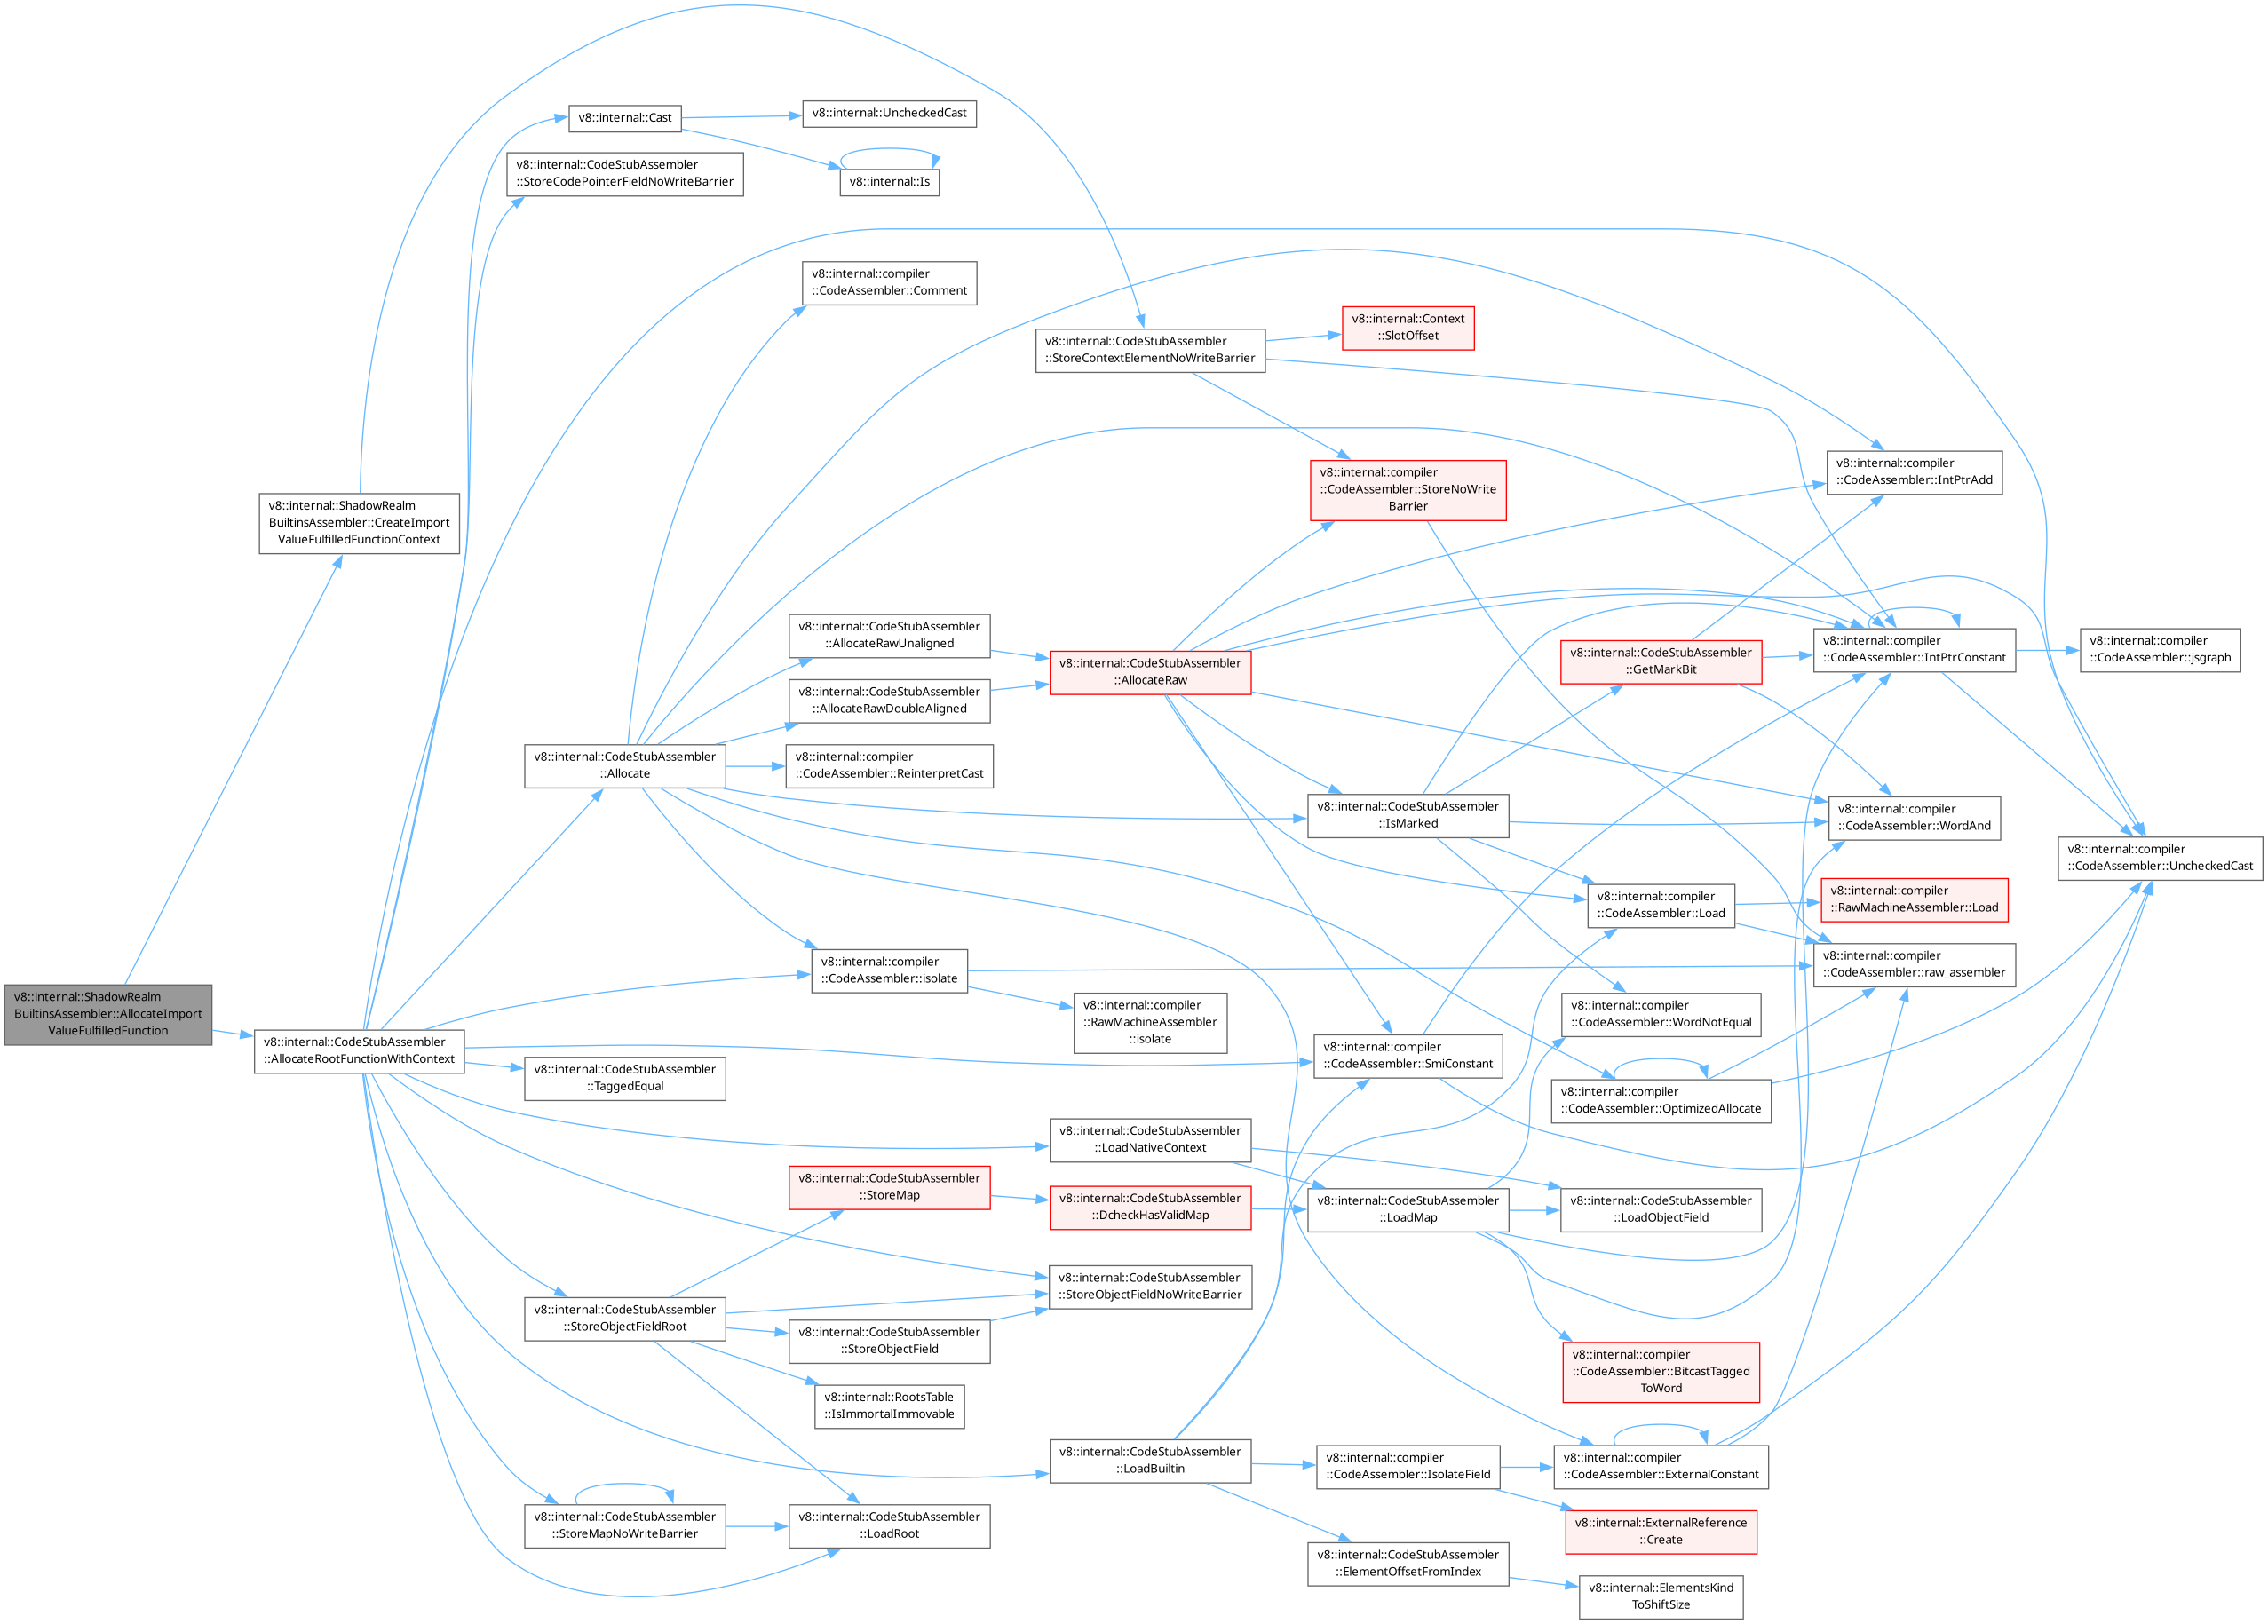 v8::internal::Cast
v8::internal::UncheckedCast
v8::internal::CodeStubAssembler
::StoreCodePointerFieldNoWriteBarrier
v8::internal::Is
v8::internal::compiler
::CodeAssembler::Comment
v8::internal::CodeStubAssembler
::StoreContextElementNoWriteBarrier
v8::internal::Context
::SlotOffset
v8::internal::ShadowRealm
BuiltinsAssembler::CreateImport
ValueFulfilledFunctionContext
v8::internal::compiler
::CodeAssembler::StoreNoWrite
Barrier
v8::internal::compiler
::CodeAssembler::IntPtrAdd
v8::internal::CodeStubAssembler
::AllocateRawUnaligned
v8::internal::CodeStubAssembler
::AllocateRaw
v8::internal::CodeStubAssembler
::GetMarkBit
v8::internal::compiler
::CodeAssembler::IntPtrConstant
v8::internal::compiler
::CodeAssembler::jsgraph
v8::internal::CodeStubAssembler
::AllocateRawDoubleAligned
v8::internal::CodeStubAssembler
::Allocate
v8::internal::compiler
::CodeAssembler::ReinterpretCast
v8::internal::CodeStubAssembler
::IsMarked
v8::internal::compiler
::CodeAssembler::WordAnd
v8::internal::compiler
::CodeAssembler::UncheckedCast
v8::internal::compiler
::CodeAssembler::Load
v8::internal::compiler
::RawMachineAssembler::Load
v8::internal::compiler
::CodeAssembler::isolate
v8::internal::compiler
::CodeAssembler::raw_assembler
v8::internal::ShadowRealm
BuiltinsAssembler::AllocateImport
ValueFulfilledFunction
v8::internal::compiler
::RawMachineAssembler
::isolate
v8::internal::compiler
::CodeAssembler::WordNotEqual
v8::internal::CodeStubAssembler
::AllocateRootFunctionWithContext
v8::internal::CodeStubAssembler
::TaggedEqual
v8::internal::compiler
::CodeAssembler::SmiConstant
v8::internal::compiler
::CodeAssembler::OptimizedAllocate
v8::internal::CodeStubAssembler
::LoadNativeContext
v8::internal::CodeStubAssembler
::StoreMap
v8::internal::CodeStubAssembler
::DcheckHasValidMap
v8::internal::CodeStubAssembler
::LoadMap
v8::internal::CodeStubAssembler
::LoadObjectField
v8::internal::CodeStubAssembler
::StoreObjectFieldNoWriteBarrier
v8::internal::CodeStubAssembler
::StoreObjectFieldRoot
v8::internal::CodeStubAssembler
::StoreObjectField
v8::internal::compiler
::CodeAssembler::BitcastTagged
ToWord
v8::internal::RootsTable
::IsImmortalImmovable
v8::internal::CodeStubAssembler
::LoadBuiltin
v8::internal::compiler
::CodeAssembler::IsolateField
v8::internal::compiler
::CodeAssembler::ExternalConstant
v8::internal::CodeStubAssembler
::StoreMapNoWriteBarrier
v8::internal::CodeStubAssembler
::LoadRoot
v8::internal::ExternalReference
::Create
v8::internal::CodeStubAssembler
::ElementOffsetFromIndex
v8::internal::ElementsKind
ToShiftSize